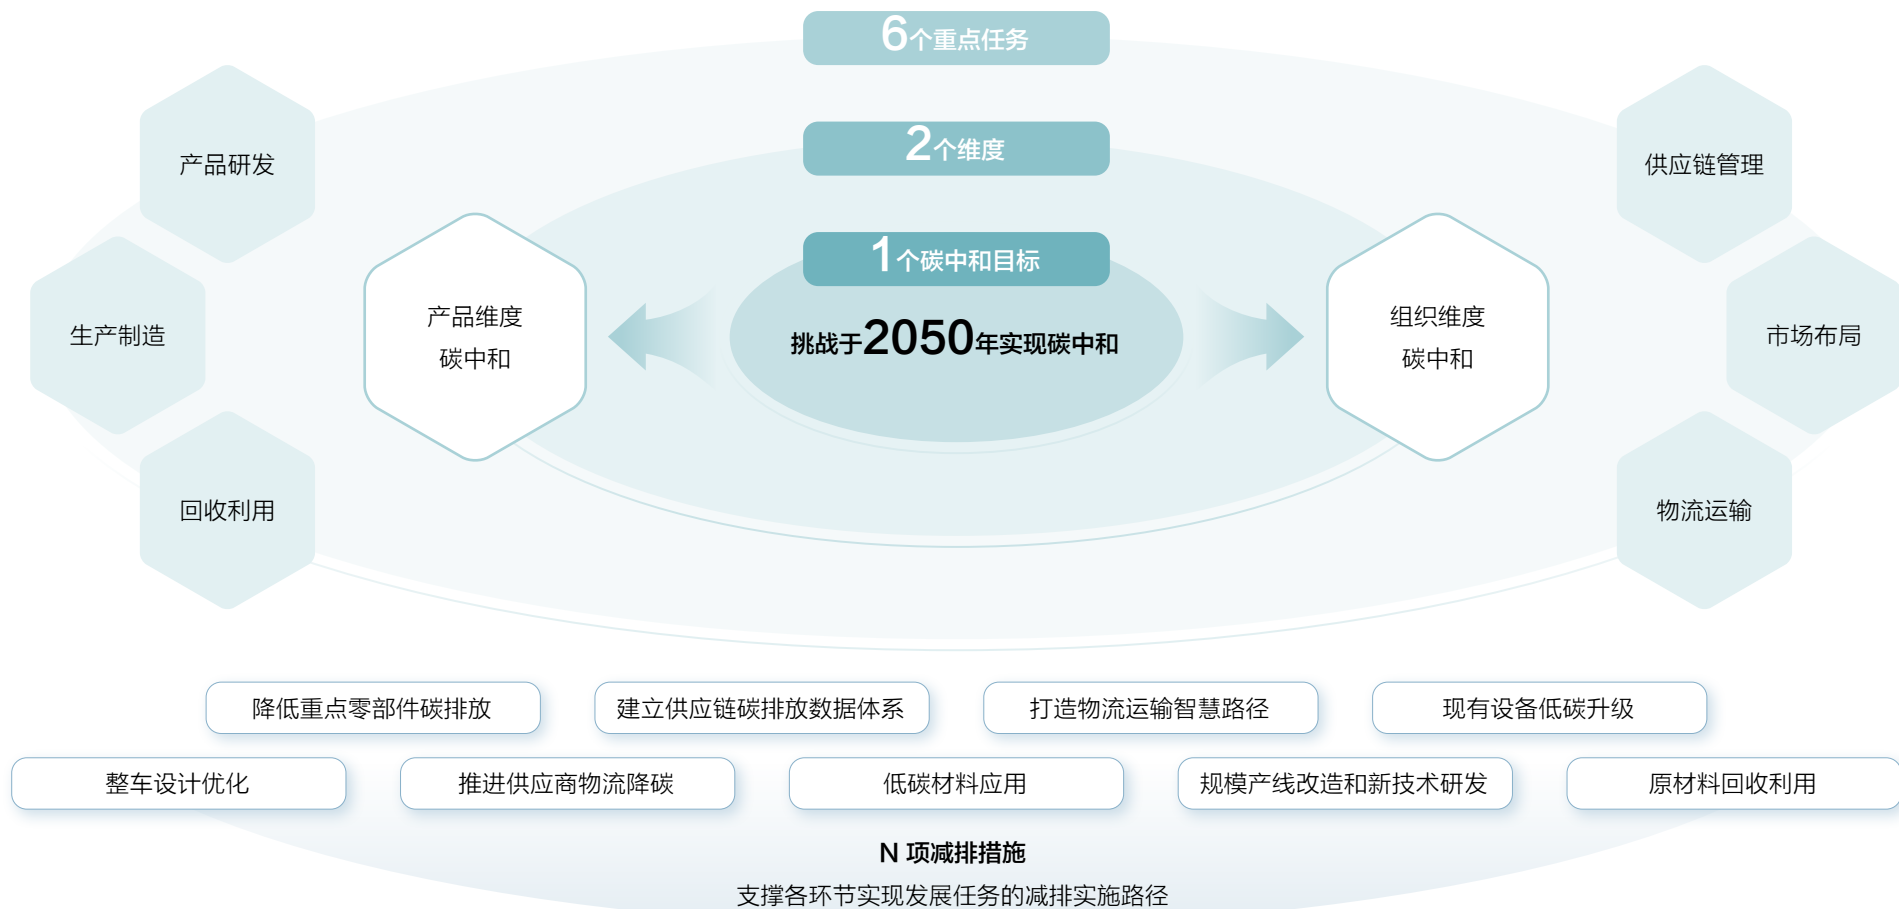 6个重点任务
2个维度
1个碳中和目标
挑战于2050年实现碳中和
产品维度
碳中和
组织维度
碳中和
产品研发
生产制造
回收利用
供应链管理
市场布局
物流运输
降低重点零部件碳排放
建立供应链碳排放数据体系
打造物流运输智慧路径
现有设备低碳升级
整车设计优化
推进供应商物流降碳
低碳材料应用
规模产线改造和新技术研发
原材料回收利用
N 项减排措施
支撑各环节实现发展任务的减排实施路径